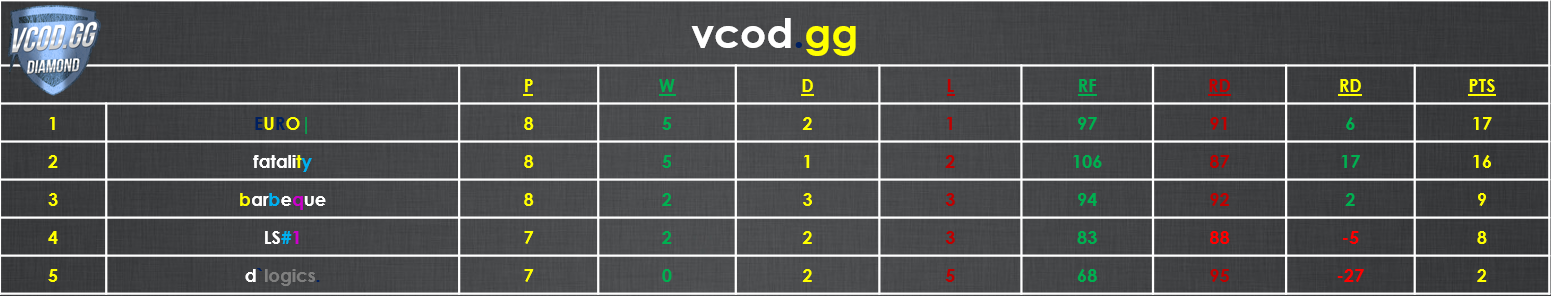 VCOD.GG
DIAMOND
vcod.gg
P W D L RF RD RD PTS
1 EURO| 8 5 2 1 97 91 6 17
2 fatality 8 5 1 2 106 87 17 16
3 barbeque 8 2 3 3 94 92 2 9
4 LS#1 7 2 2 3 83 88 -5 8
5 d`logics. 7 0 2 5 68 95 -27 2